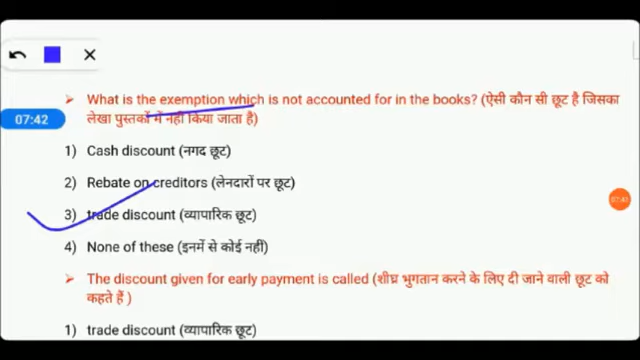 What is the exemption which is not accounted for in the books? (ऐसी कौन सी छूट है जिसका
लेखा पुस्तकों में नहीं किया जाता है)
07:42
1) Cash discount (नगद छूट)
2) Rebate on creditors (लेनदारों पर छूट)
07:43
3) trade discount (व्यापारिक छूट)
4) None of these (इनमें से कोई नहीं)
The discount given for early payment is called (शीघ्र भुगतान करने के लिए दी जाने वाली छूट को
कहते हैं )
1) trade discount (व्यापारिक छूट)